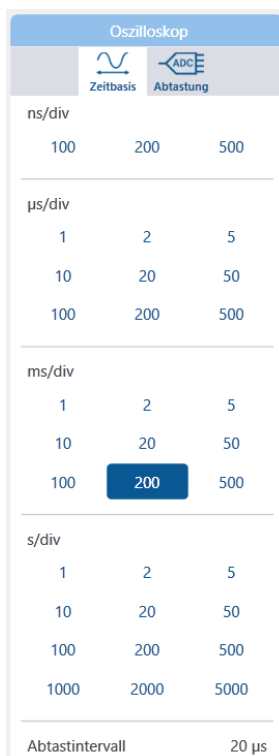 Oszilloskop
ADC
Zeitbasis Abtastung
ns/div
100 200 500
µs/div
1 2 5
10 20 50
100 200 500
ms/div
1 2 5
10 20 50
100 200 500
s/div
1 2 5
10 20 50
100 200 500
1000 2000 5000
Abtastintervall 20 µs